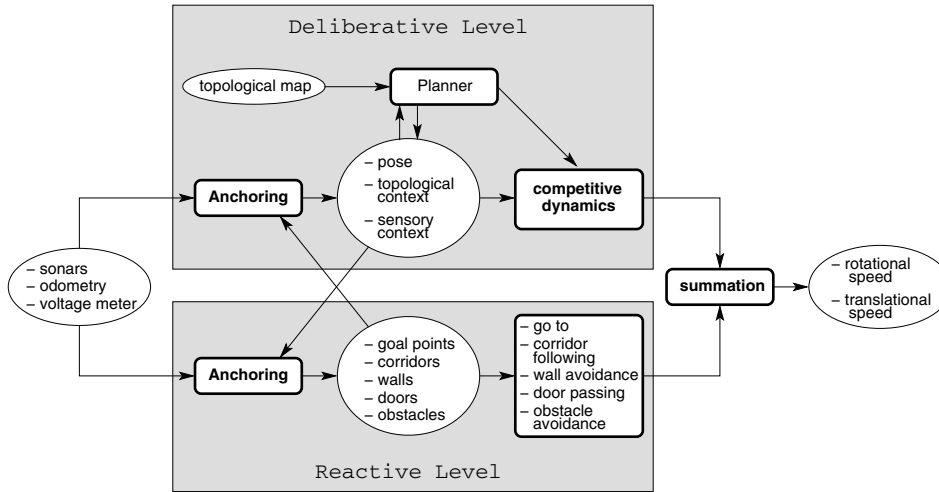 Deliberative Level
topological map
Planner
– pose
– topological
context
– sensory
context
Anchoring
competitive
dynamics
– sonars
– odometry
– voltage meter
summation
– rotational
speed
– translational
speed
Anchoring
– goal points
– corridors
– walls
– doors
– obstacles
– go to
– corridor
following
– wall avoidance
– door passing
– obstacle
avoidance
Reactive Level